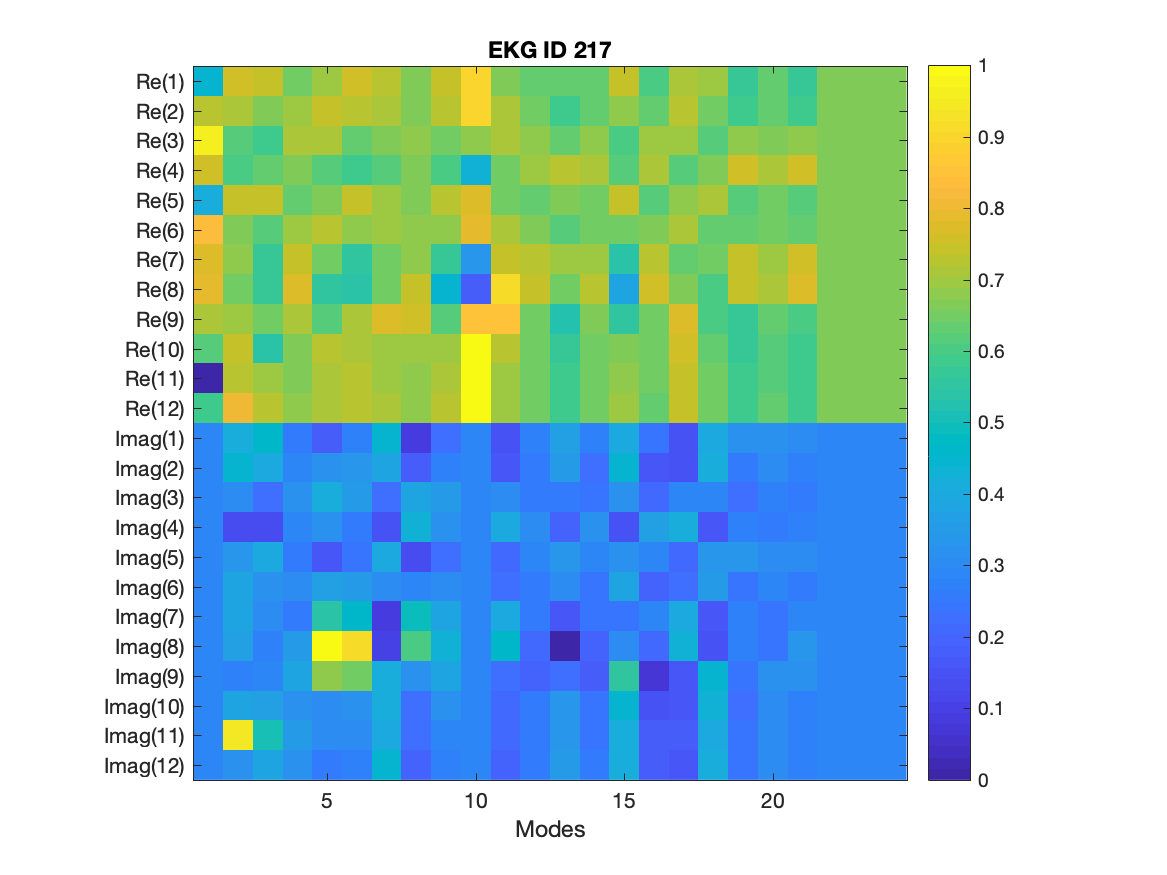 EKG ID 217
Re(1)
Re(2)
Re(3)
Re(4)
Re(5)
Re(6)
Re(7)
Re(8)
Re(9)
Re(10)
Re(11)
Re(12)
Imag(1)
Imag(2)
Imag(3)
Imag(4)
Imag(5)
Imag(6)
Imag(7)
Imag(8)
Imag(9)
Imag(10)
Imag(11)
Imag(12)
5 10 15 20
Modes
1
0.9
0.8
0.7
0.6
0.5
0.4
0.3
0.2
0.1
0